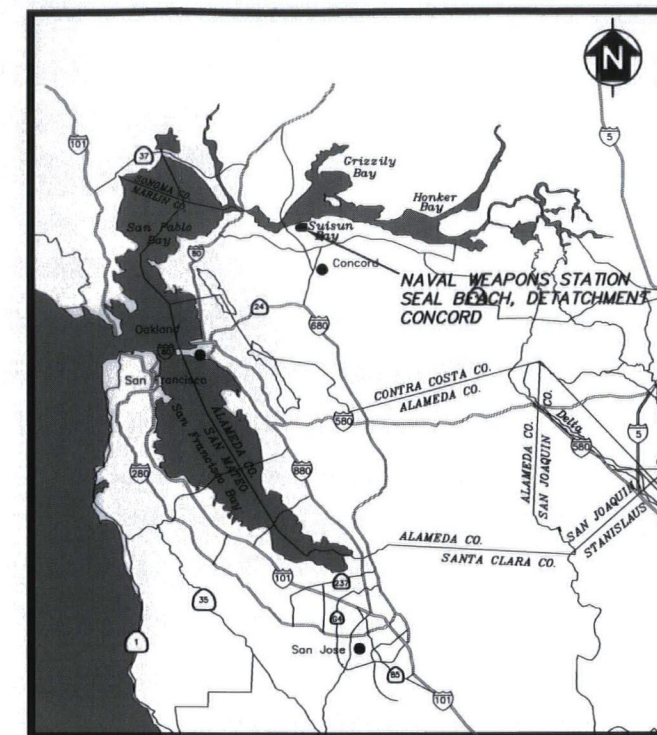 N
5
101
37
SONOMA CO.
MARLIN CO.
San Pablo
Bay
Grizzily
Bay
Honker
Bay
Suisun
Bay
80
Concord
NAVAL WEAPONS STATION
SEAL BEACH, DETATCHMENT
CONCORD
24
680
Oakland
80
San Francisco
CONTRA COSTA CO.
ALAMEDA CO.
580
Delta
580
5
ALAMEDA CO.
SAN JOAQUIN CO.
ALAMEDA CO.
SAN MATEO
San Francisco Bay
280
880
SAN JOAQUIN
STANISLAUS
ALAMEDA CO.
SANTA CLARA CO.
101
237
35
24
1
San Jose
85
101